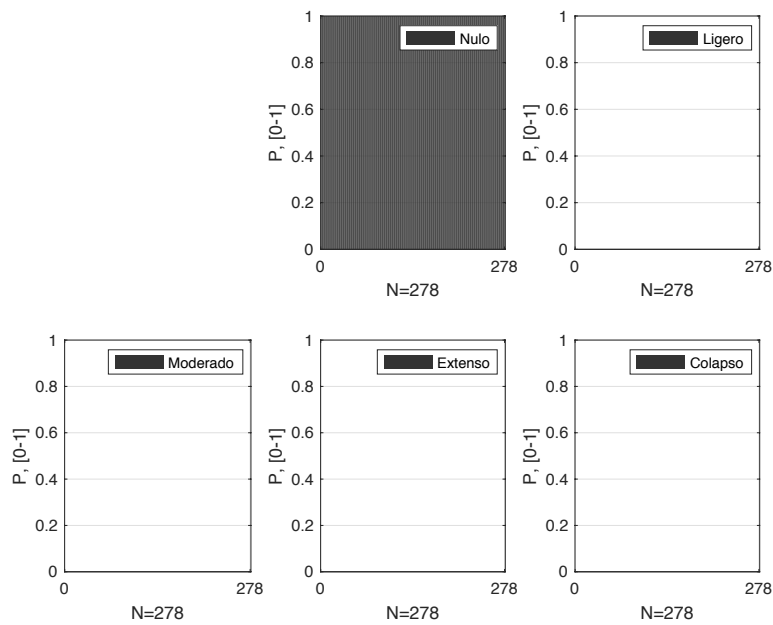 1
0.8
0.6
0.4
0.2
0
P, [0-1]
Nulo
0
278
N=278
1
0.8
0.6
0.4
0.2
0
P, [0-1]
Ligero
0
278
N=278
1
0.8
0.6
0.4
0.2
0
P, [0-1]
Moderado
0
278
N=278
1
0.8
0.6
0.4
0.2
0
P, [0-1]
Extenso
0
278
N=278
1
0.8
0.6
0.4
0.2
0
P, [0-1]
Colapso
0
278
N=278